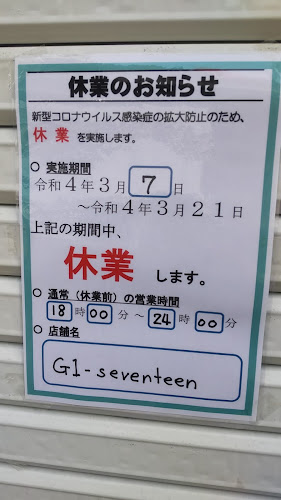 休業のお知らせ
新型コロナウイルス感染症の拡大防止のため、
休業を実施します。
○ 実施期間
令和4年3月7日
～令和4年3月21日
上記の期間中、
休業します。
○ 通常（休業前）の営業時間
18時00分～24時00分
○ 店舗名
G1-seventeen